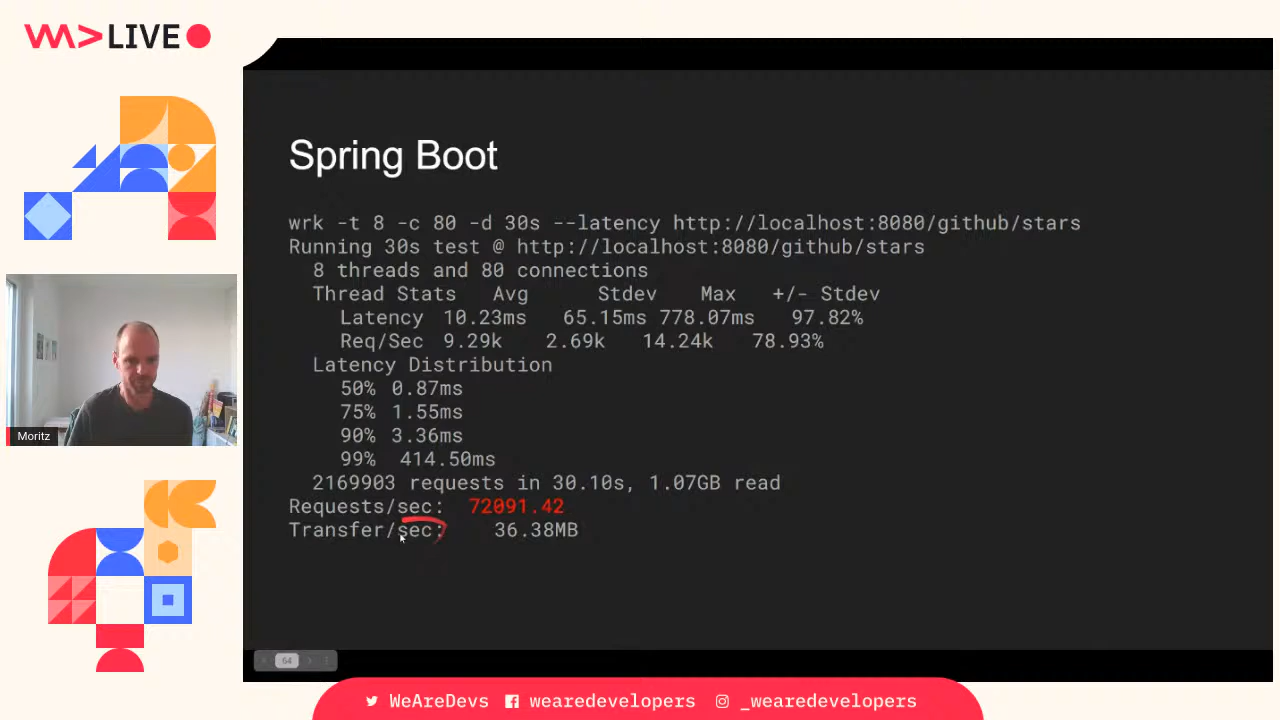 LIVE
Spring Boot
wrk -t 8 -c 80 -d 30s --latency http://localhost:8080/github/stars
Running 30s test @ http://localhost:8080/github/stars
8 threads and 80 connections
Thread Stats Avg Stdev Max +/- Stdev
Latency 10.23ms 65.15ms 778.07ms 97.82%
Req/Sec 9.29k 2.69k 14.24k 78.93%
Latency Distribution
50% 0.87ms
75% 1.55ms
90% 3.36ms
99% 414.50ms
2169903 requests in 30.10s, 1.07GB read
Requests/sec: 72091.42
Transfer/sec: 36.38MB
Moritz
64
WeAreDevs wearedevelopers _wearedevelopers